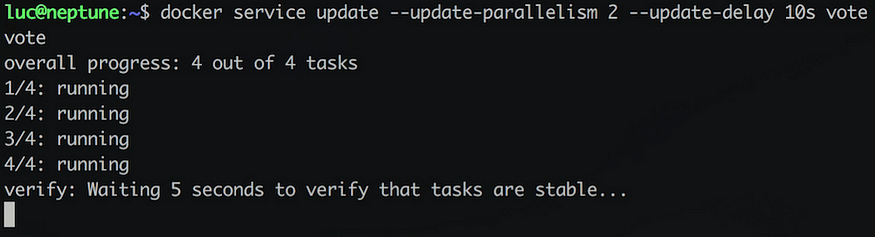 luc@neptune:~$ docker service update --update-parallelism 2 --update-delay 10s vote
vote
overall progress: 4 out of 4 tasks
1/4: running
2/4: running
3/4: running
4/4: running
verify: Waiting 5 seconds to verify that tasks are stable...